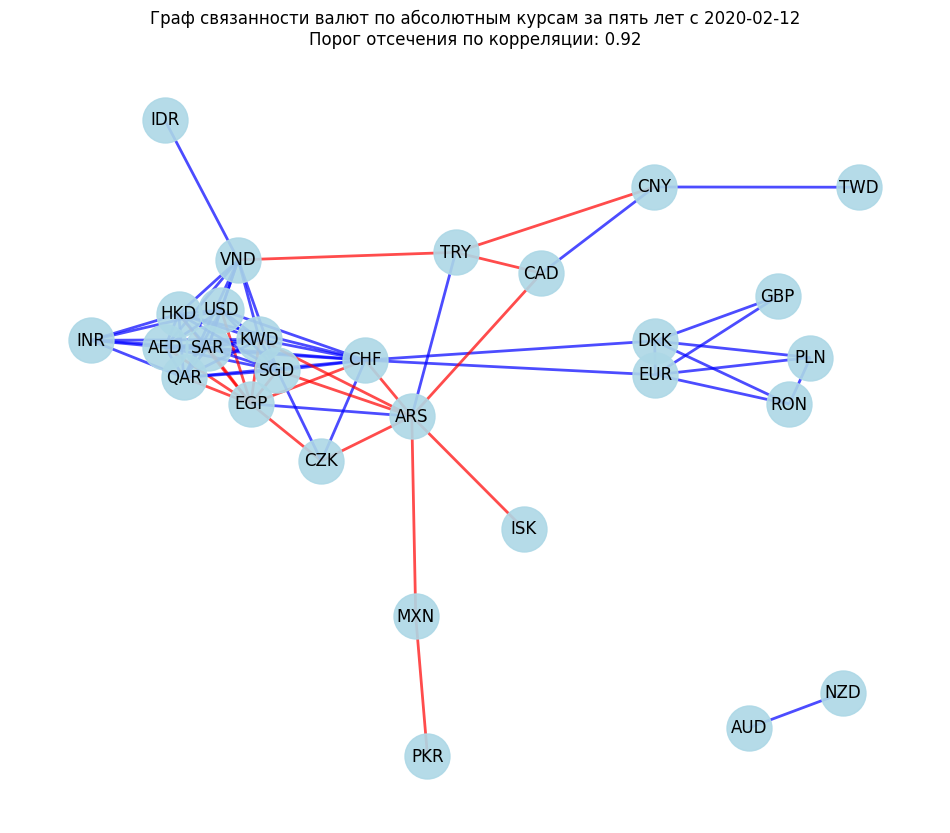 Граф связанности валют по абсолютным курсам за пять лет с 2020-02-12
Порог отсечения по корреляции: 0.92
IDR
CNY
TWD
TRY
VND
CAD
GBP
USD
HKD
KWD
INR
DKK
AED
SAR
PLN
CHF
SGD
EUR
QAR
EGP
RON
ARS
CZK
ISK
MXN
NZD
AUD
PKR